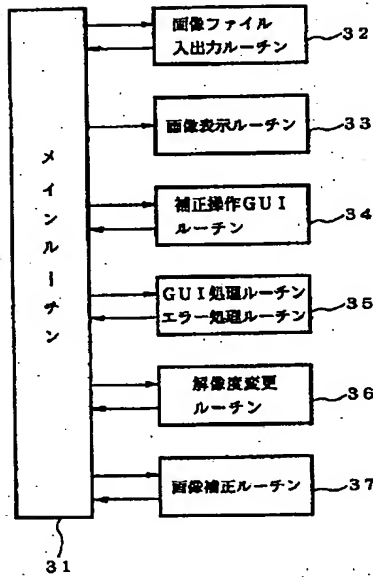 画像ファイル
入出力ルーチン
32
画像表示ルーチン
33
メインルーチン
補正操作GUI
ルーチン
34
GUI処理ルーチン
エラー処理ルーチン
35
解像度変更
ルーチン
36
画像補正ルーチン
37
31